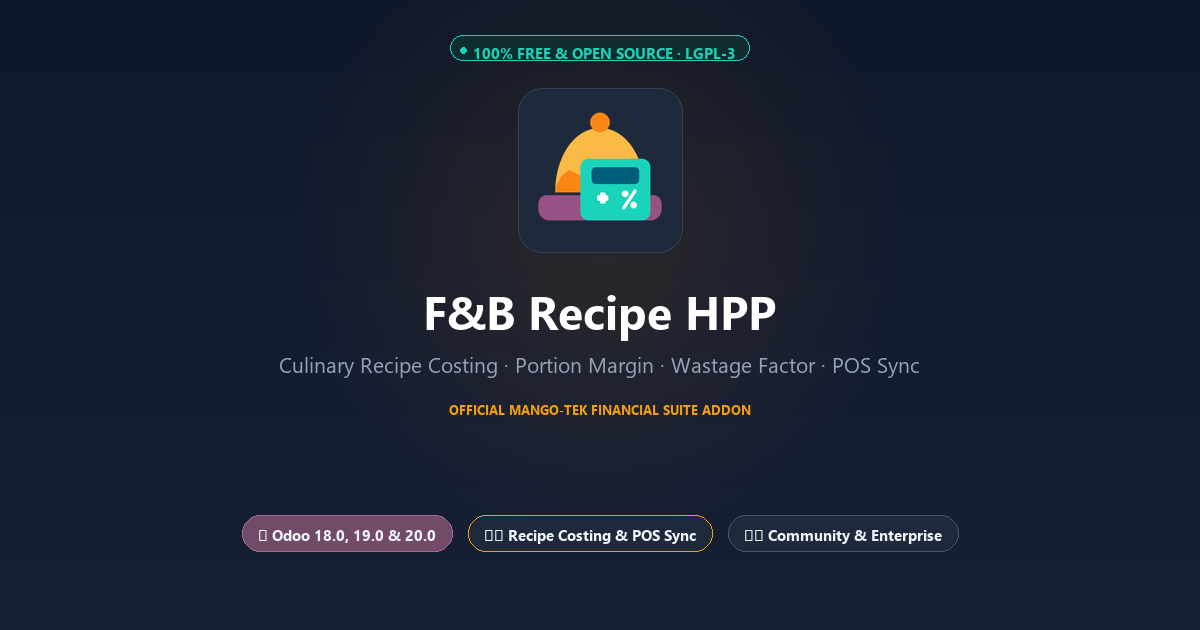 100% FREE & OPEN SOURCE · LGPL-3
F&B Recipe HPP
Culinary Recipe Costing · Portion Margin · Wastage Factor · POS Sync
OFFICIAL MANGO-TEK FINANCIAL SUITE ADDON
Odoo 18.0, 19.0 & 20.0
Recipe Costing & POS Sync
Community & Enterprise